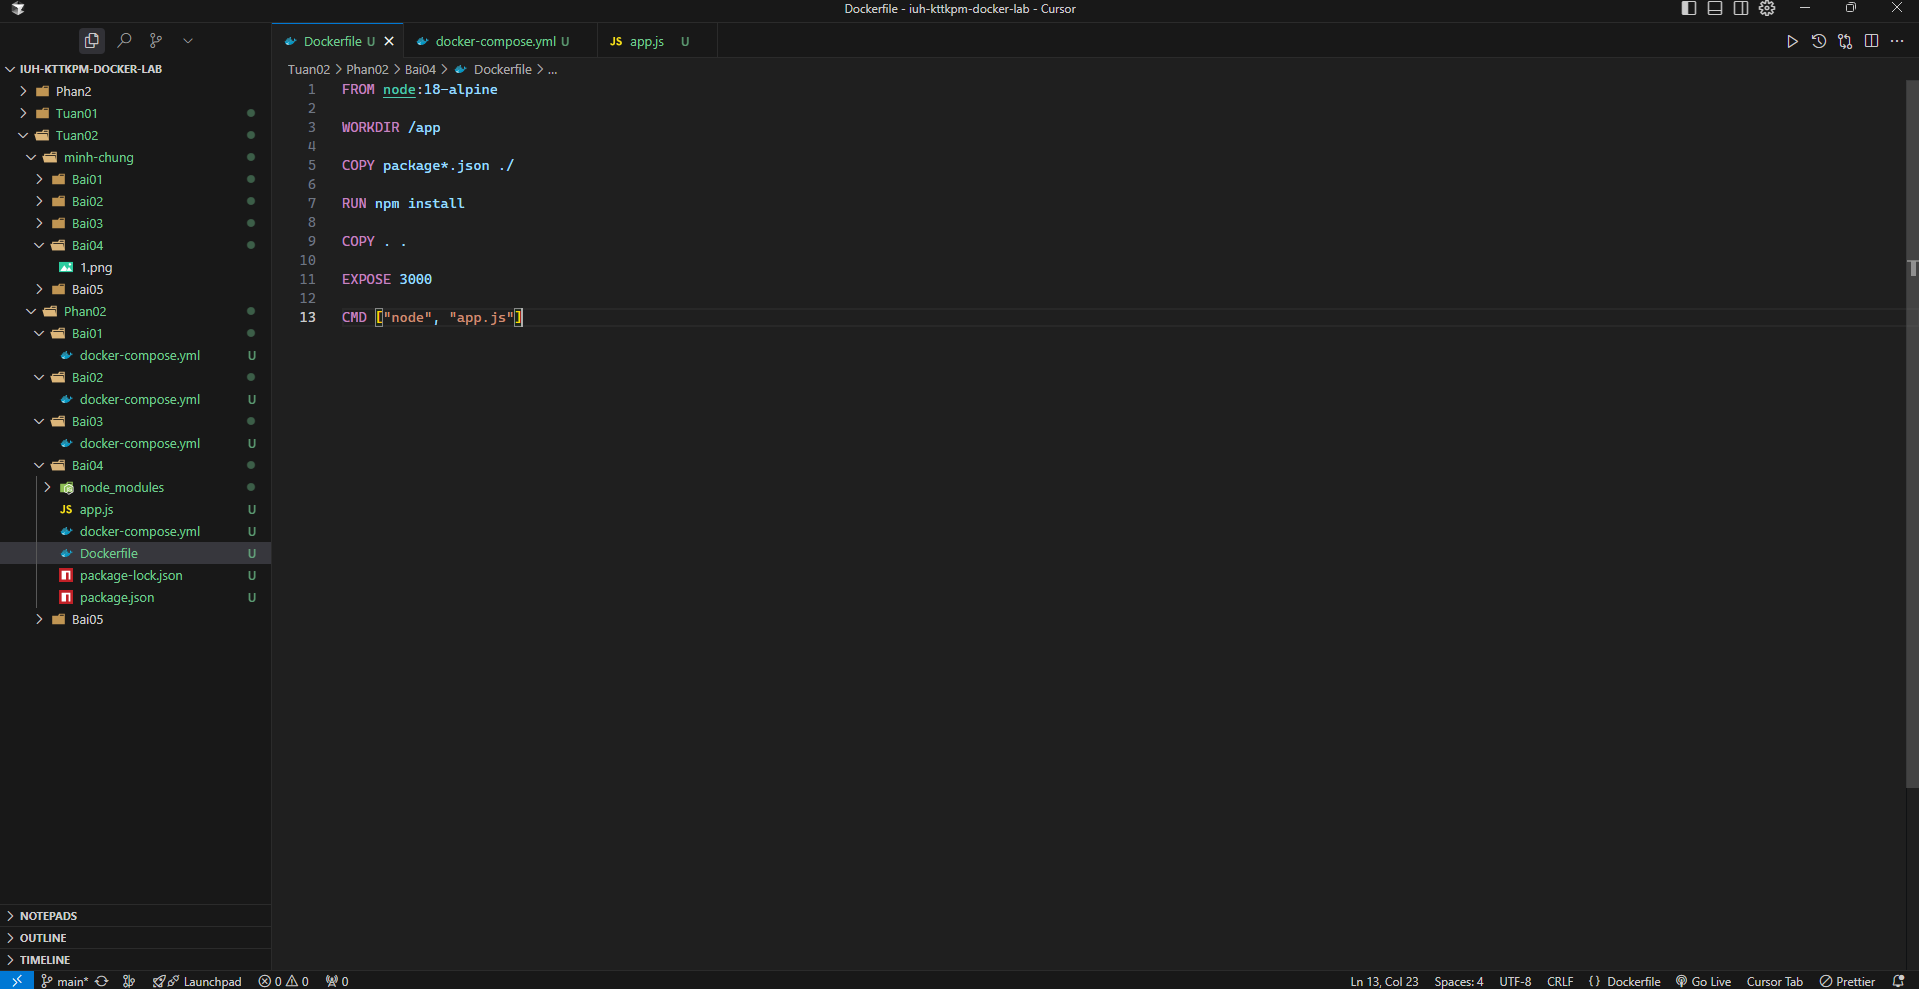 Dockerfile - iuh-kttkpm-docker-lab - Cursor
Dockerfile U
docker-compose.yml U
JS app.js U
IUH-KTTKPM-DOCKER-LAB
Phan2
Tuan01
Tuan02
minh-chung
Bai01
Bai02
Bai03
Bai04
1.png
Bai05
Phan02
Bai01
docker-compose.yml U
Bai02
docker-compose.yml U
Bai03
docker-compose.yml U
Bai04
node_modules
JS app.js U
docker-compose.yml U
Dockerfile U
package-lock.json U
package.json U
Bai05
NOTEPADS
OUTLINE
TIMELINE
Tuan02 > Phan02 > Bai04 > Dockerfile > ...
1 FROM node:18-alpine
2
3 WORKDIR /app
4
5 COPY package*.json ./
6
7 RUN npm install
8
9 COPY . .
10
11 EXPOSE 3000
12
13 CMD ["node", "app.js"]
main* Launchpad 0 0 0 Ln 13, Col 23 Spaces: 4 UTF-8 CRLF { } Dockerfile Go Live Cursor Tab Prettier